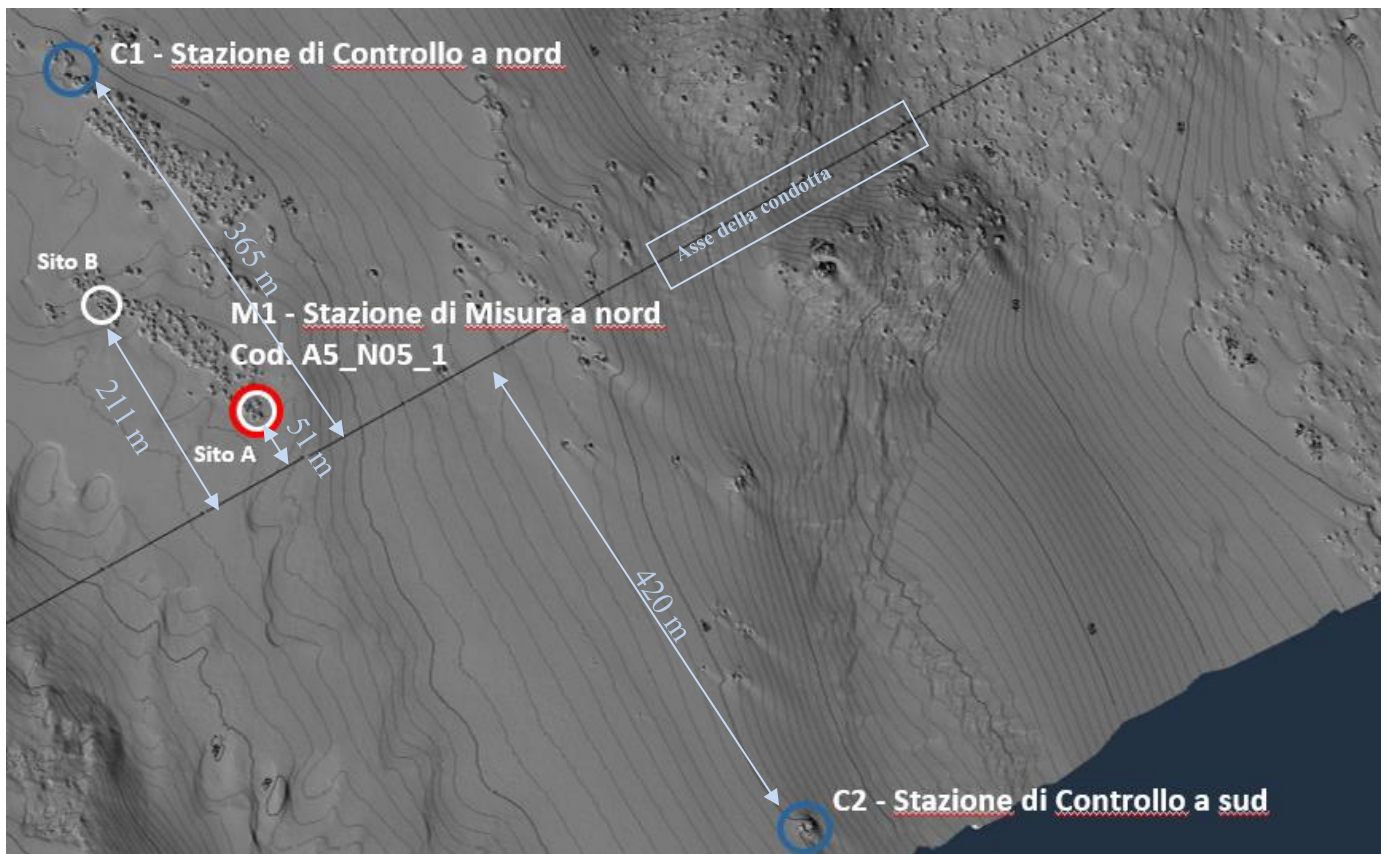 C1 - Stazione di Controllo a nord
Asse della condotta
365 m
Sito B
M1 - Stazione di Misura a nord
Cod. A5_N05_1
211 m
51 m
Sito A
420 m
C2 - Stazione di Controllo a sud